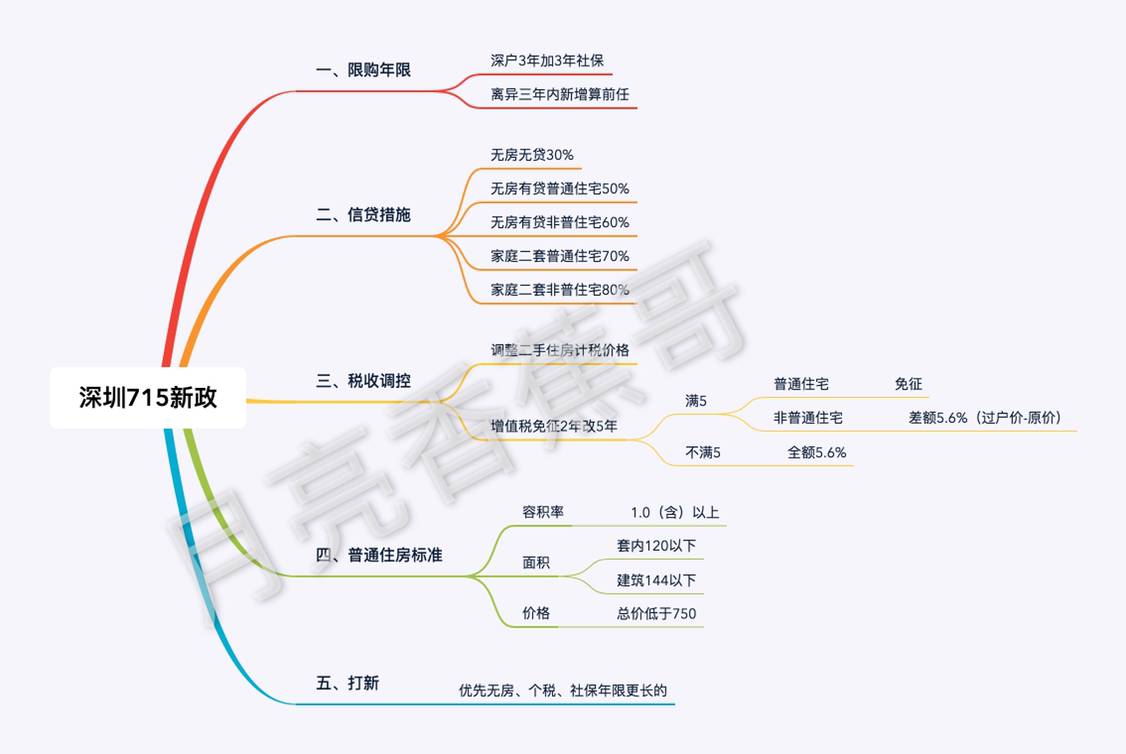 深圳715新政
一、限购年限
深户3年加3年社保
离异三年内新增算前任
二、信贷措施
无房无贷30%
无房有贷普通住宅50%
无房有贷非普住宅60%
家庭二套普通住宅70%
家庭二套非普住宅80%
三、税收调控
调整二手住房计税价格
增值税免征2年改5年
满5
普通住宅 免征
非普通住宅 差额5.6%（过户价-原价）
不满5 全额5.6%
四、普通住房标准
容积率 1.0（含）以上
面积
套内120以下
建筑144以下
价格 总价低于750
五、打新
优先无房、个税、社保年限更长的
月亮香蕉哥